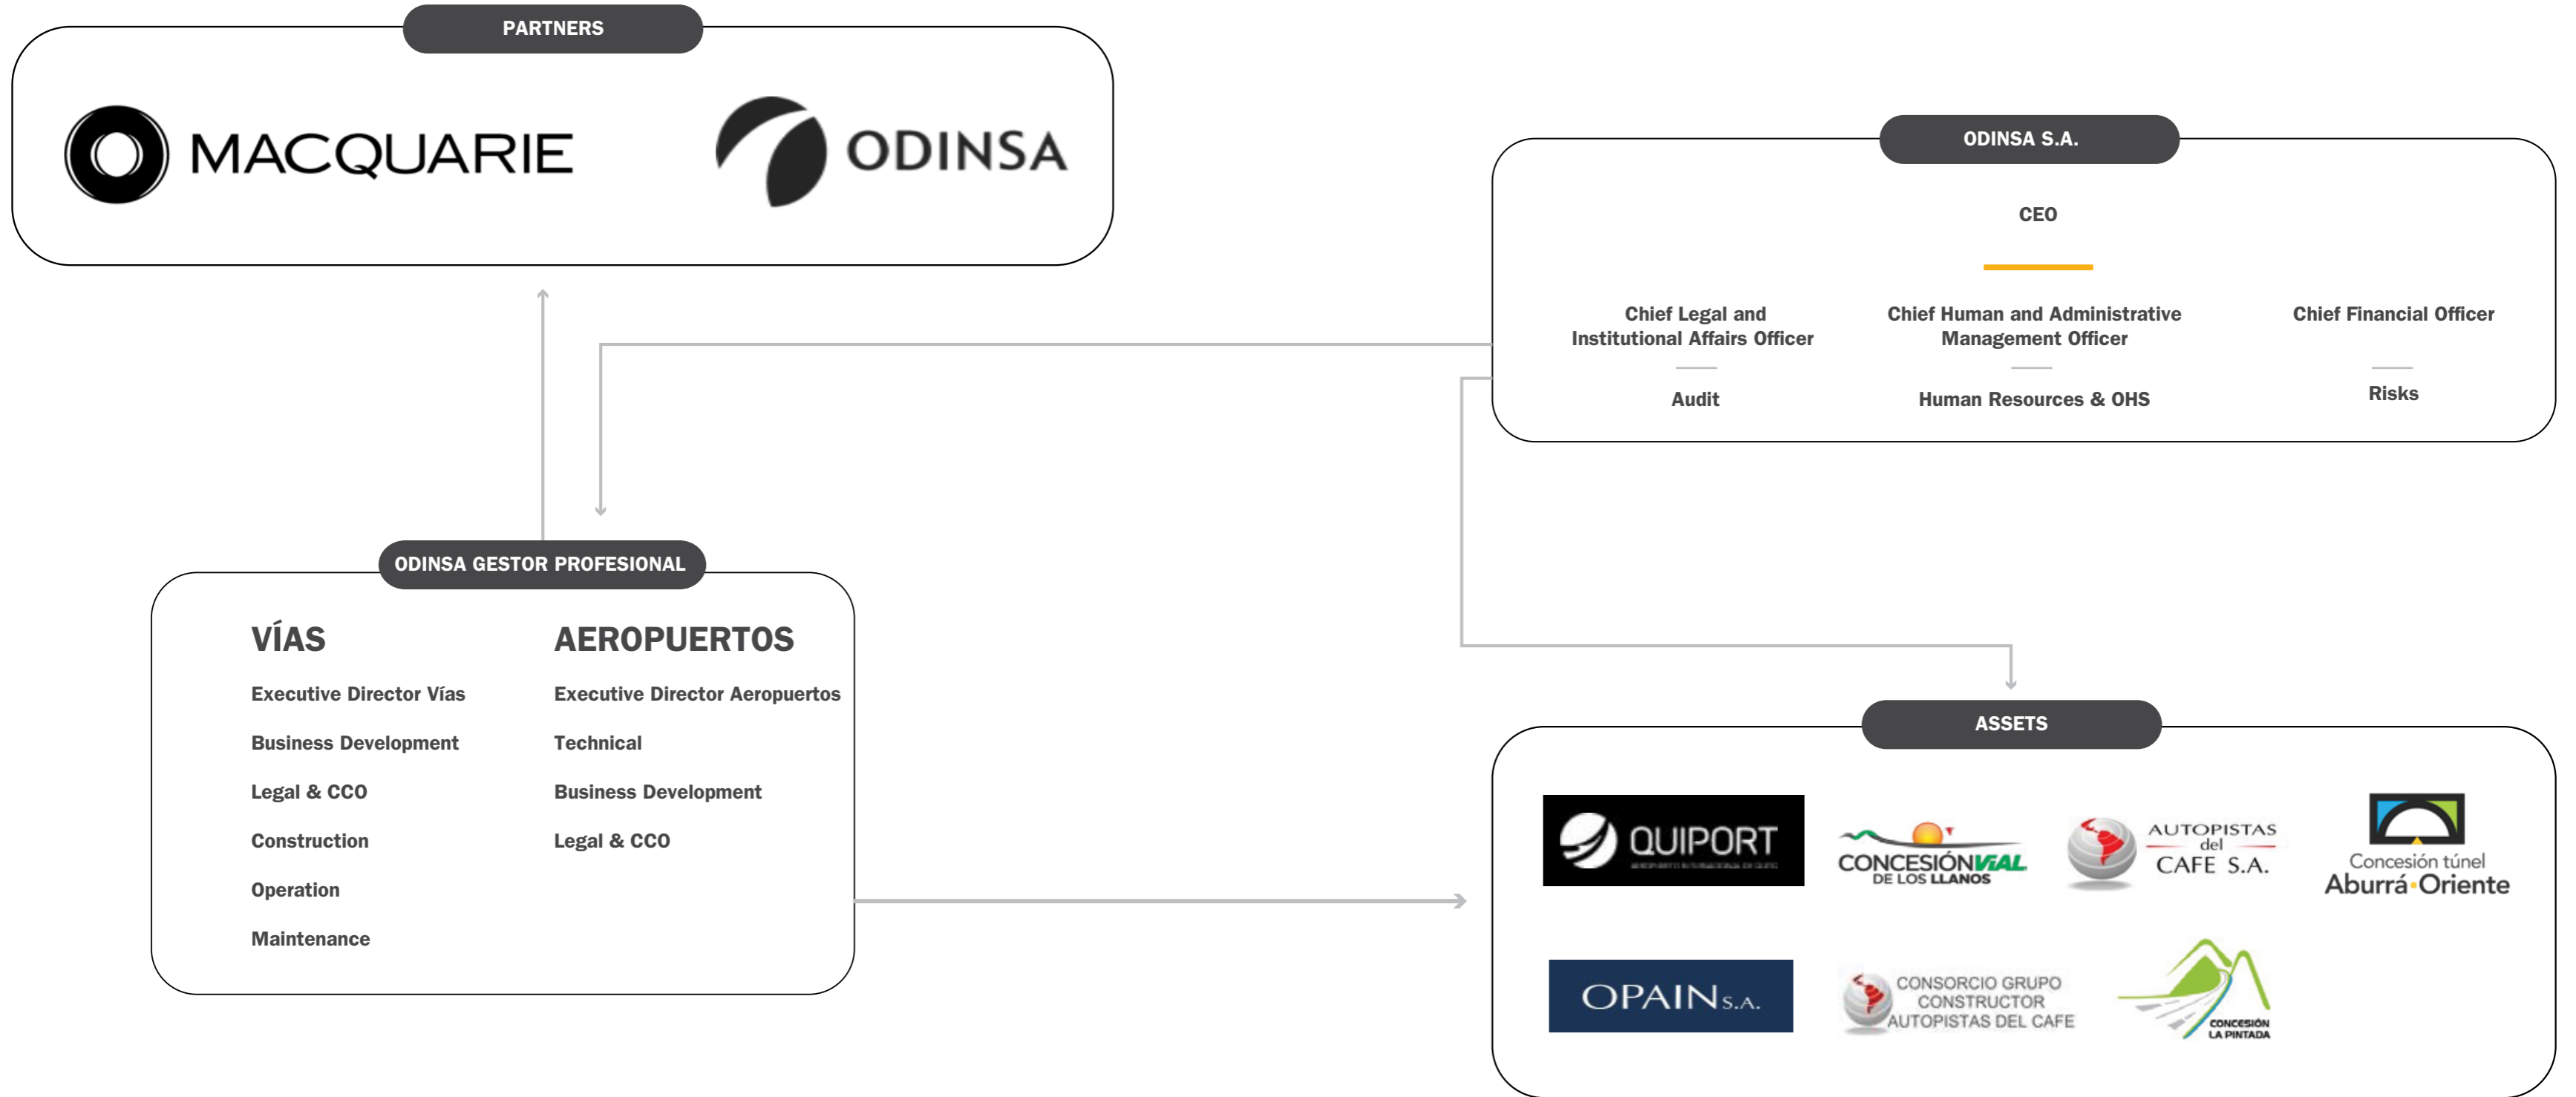 PARTNERS
MACQUARIE
ODINSA
ODINSA S.A.
CEO
Chief Legal and
Institutional Affairs Officer
Audit
Chief Human and Administrative
Management Officer
Human Resources & OHS
Chief Financial Officer
Risks
ODINSA GESTOR PROFESIONAL
VÍAS
Executive Director Vías
Business Development
Legal & CCO
Construction
Operation
Maintenance
AEROPUERTOS
Executive Director Aeropuertos
Technical
Business Development
Legal & CCO
ASSETS
QUIPORT
CONCESIÓN VIAL
DE LOS LLANOS
AUTOPISTAS
del
CAFE S.A.
Concesión túnel
Aburrá·Oriente
OPAIN S.A.
CONSORCIO GRUPO
CONSTRUCTOR
AUTOPISTAS DEL CAFE
CONCESIÓN
LA PINTADA